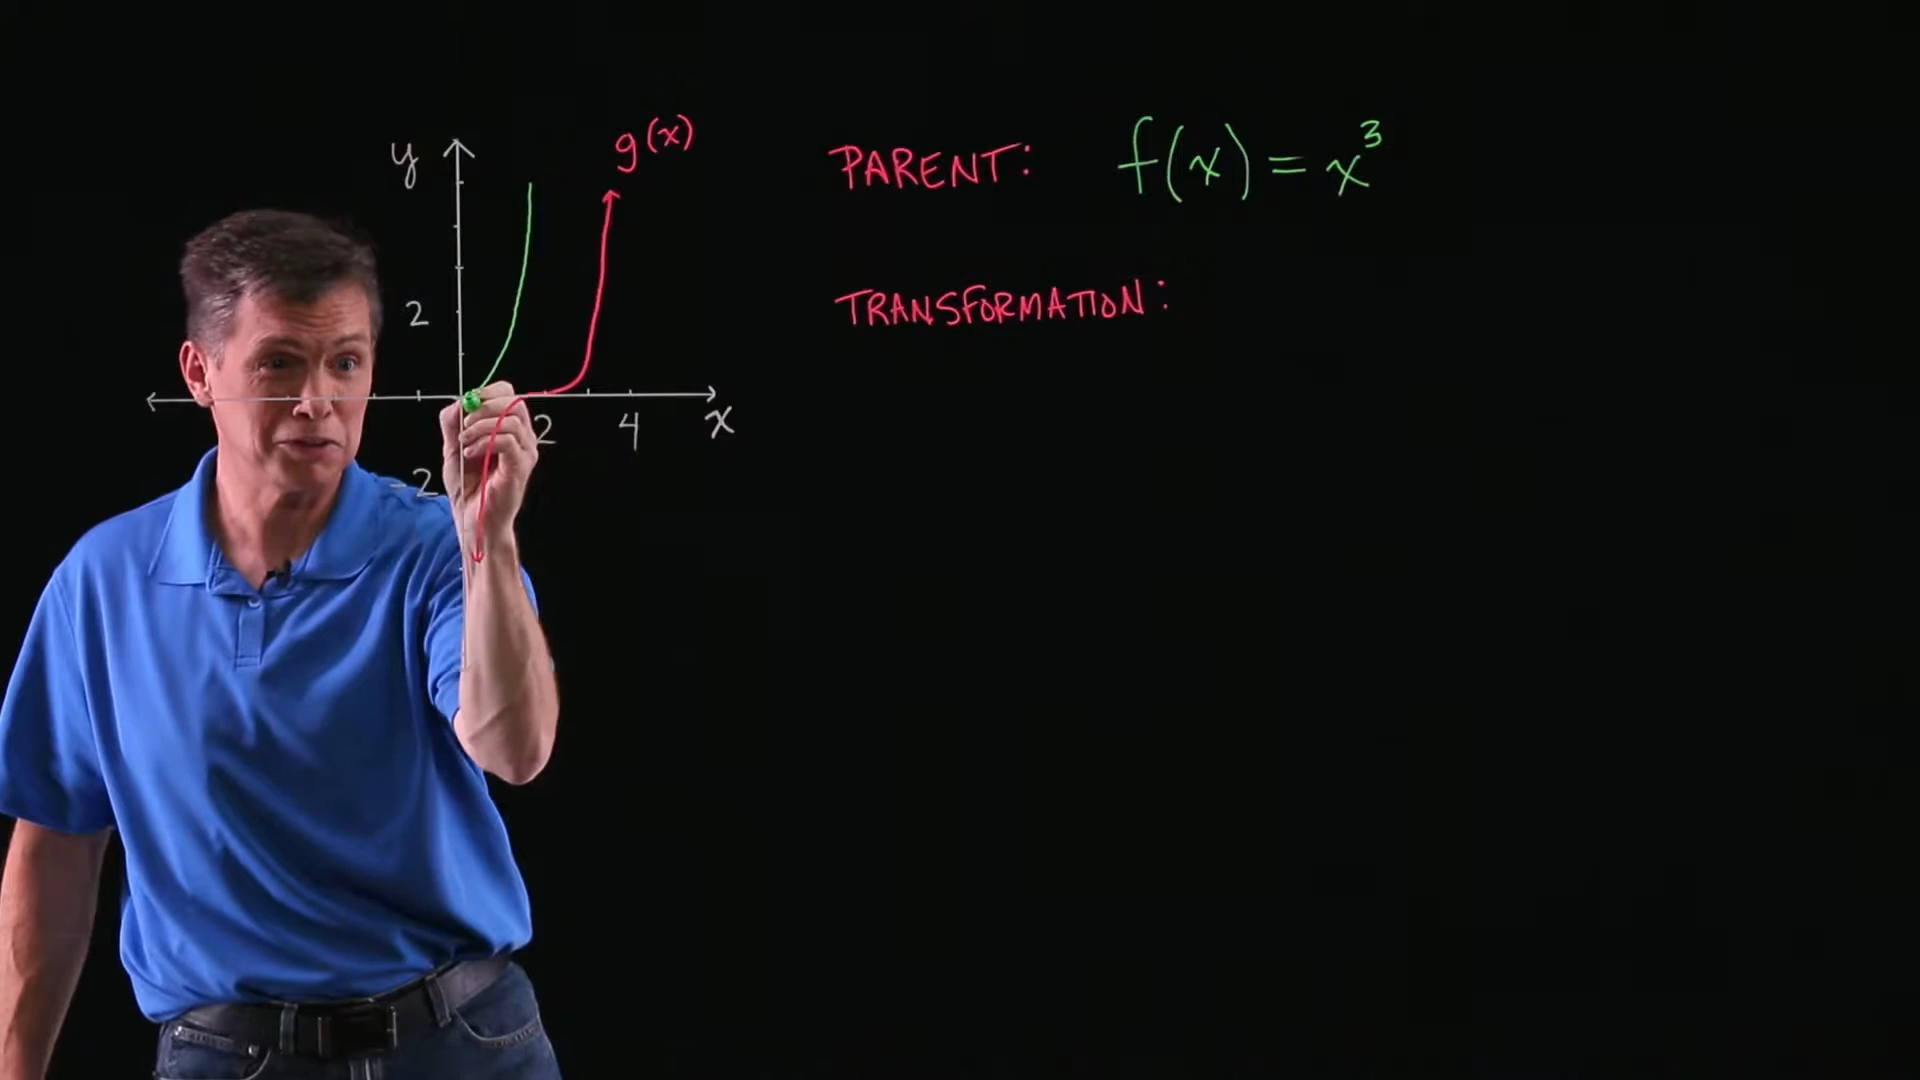 g(x)
y
PARENT: f(x) = x³
TRANSFORMATION:
2
2 4 x
-2